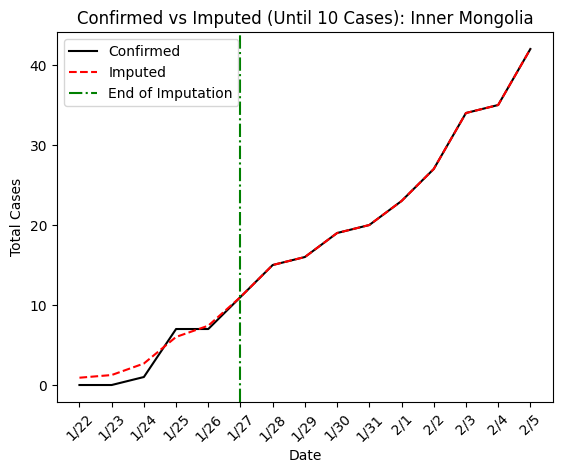 Confirmed vs Imputed (Until 10 Cases): Inner Mongolia
Confirmed
Imputed
End of Imputation
Total Cases
40
30
20
10
0
1/22 1/23 1/24 1/25 1/26 1/27 1/28 1/29 1/30 1/31 2/1 2/2 2/3 2/4 2/5
Date